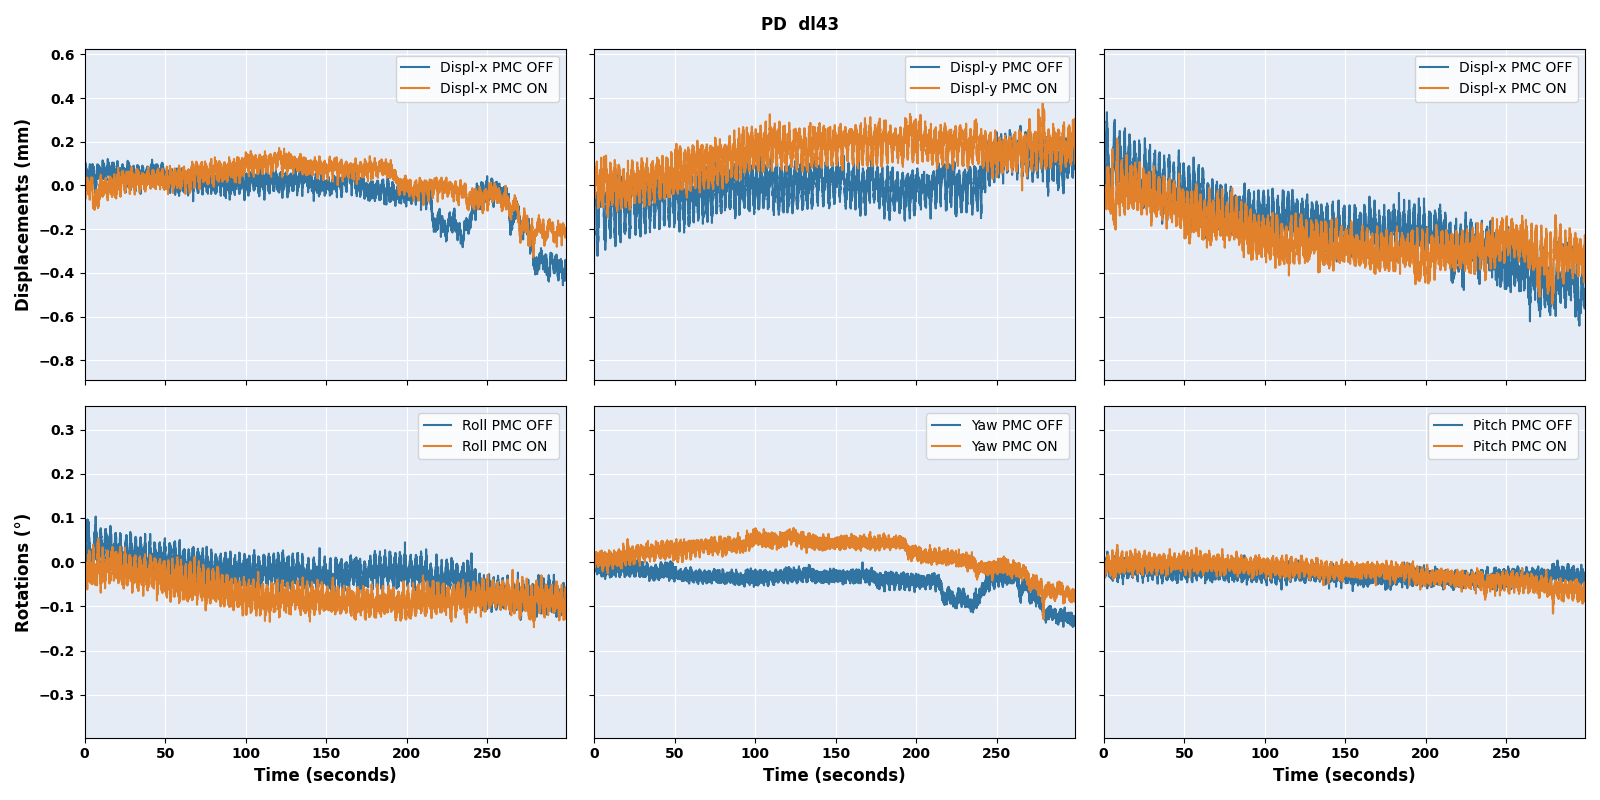 PD  dl43
Displ-x PMC OFF
Displ-x PMC ON
Displ-y PMC OFF
Displ-y PMC ON
Displ-x PMC OFF
Displ-x PMC ON
Displacements (mm)
0.6
0.4
0.2
0.0
−0.2
−0.4
−0.6
−0.8
Roll PMC OFF
Roll PMC ON
Yaw PMC OFF
Yaw PMC ON
Pitch PMC OFF
Pitch PMC ON
Rotations (°)
0.3
0.2
0.1
0.0
−0.1
−0.2
−0.3
0 50 100 150 200 250
0 50 100 150 200 250
0 50 100 150 200 250
Time (seconds)
Time (seconds)
Time (seconds)